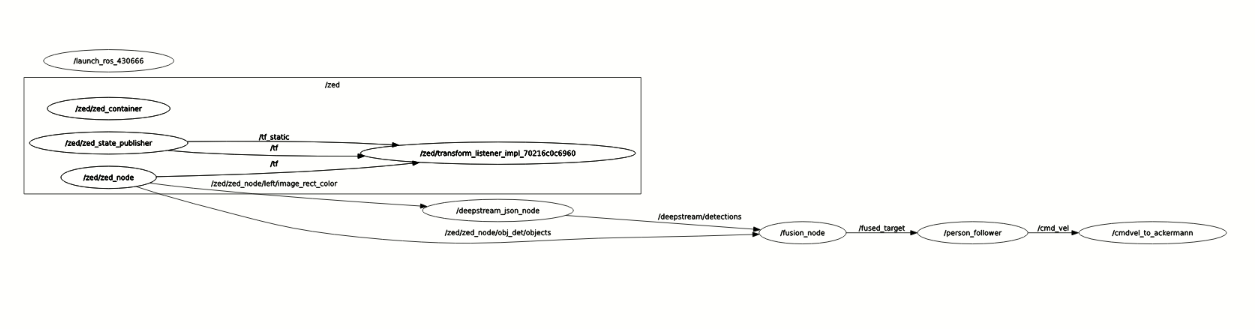 /launch_ros_430666
/zed
/zed/zed_container
/tf_static
/zed/zed_state_publisher
/tf
/zed/transform_listener_impl_70216c0c6960
/tf
/zed/zed_node
/zed/zed_node/left/image_rect_color
/deepstream_json_node
/deepstream/detections
/zed/zed_node/obj_det/objects
/fusion_node
/fused_target
/person_follower
/cmd_vel
/cmdvel_to_ackermann